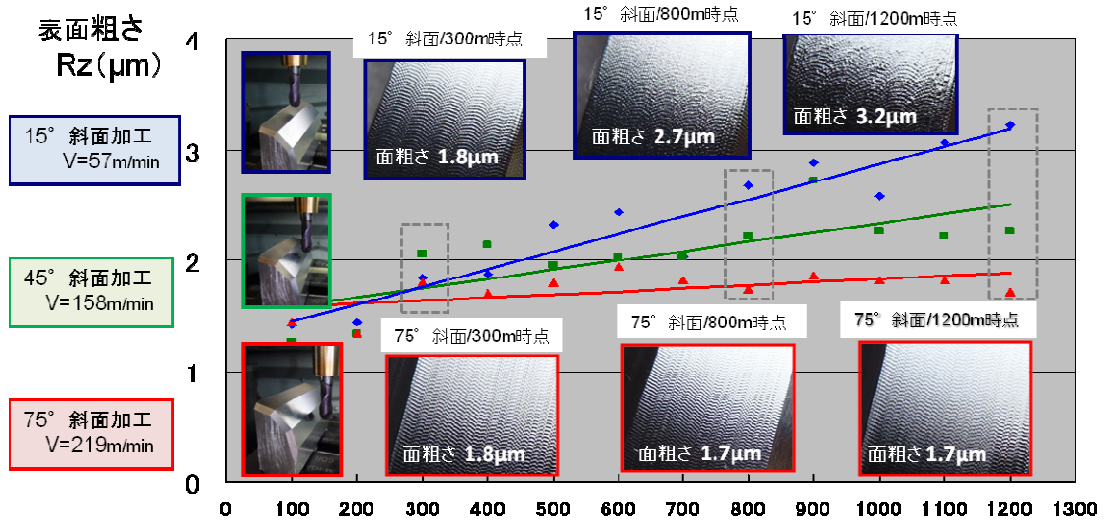 表面粗さ
Rz(μm)
15° 斜面加工
V=57m/min
45° 斜面加工
V=158m/min
75° 斜面加工
V=219m/min
4
3
2
1
0
15° 斜面/300m時点
面粗さ 1.8μm
15° 斜面/800m時点
面粗さ 2.7μm
15° 斜面/1200m時点
面粗さ 3.2μm
75° 斜面/300m時点
面粗さ 1.8μm
75° 斜面/800m時点
面粗さ 1.7μm
75° 斜面/1200m時点
面粗さ 1.7μm
0 100 200 300 400 500 600 700 800 900 1000 1100 1200 1300